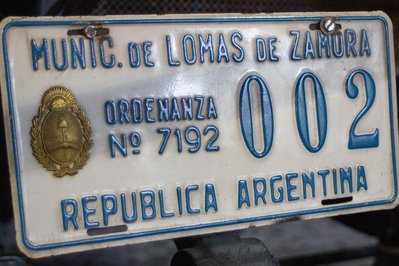 MUNIC. DE LOMAS DE ZAMORA
ORDENANZA
Nº 7192
002
REPUBLICA ARGENTINA